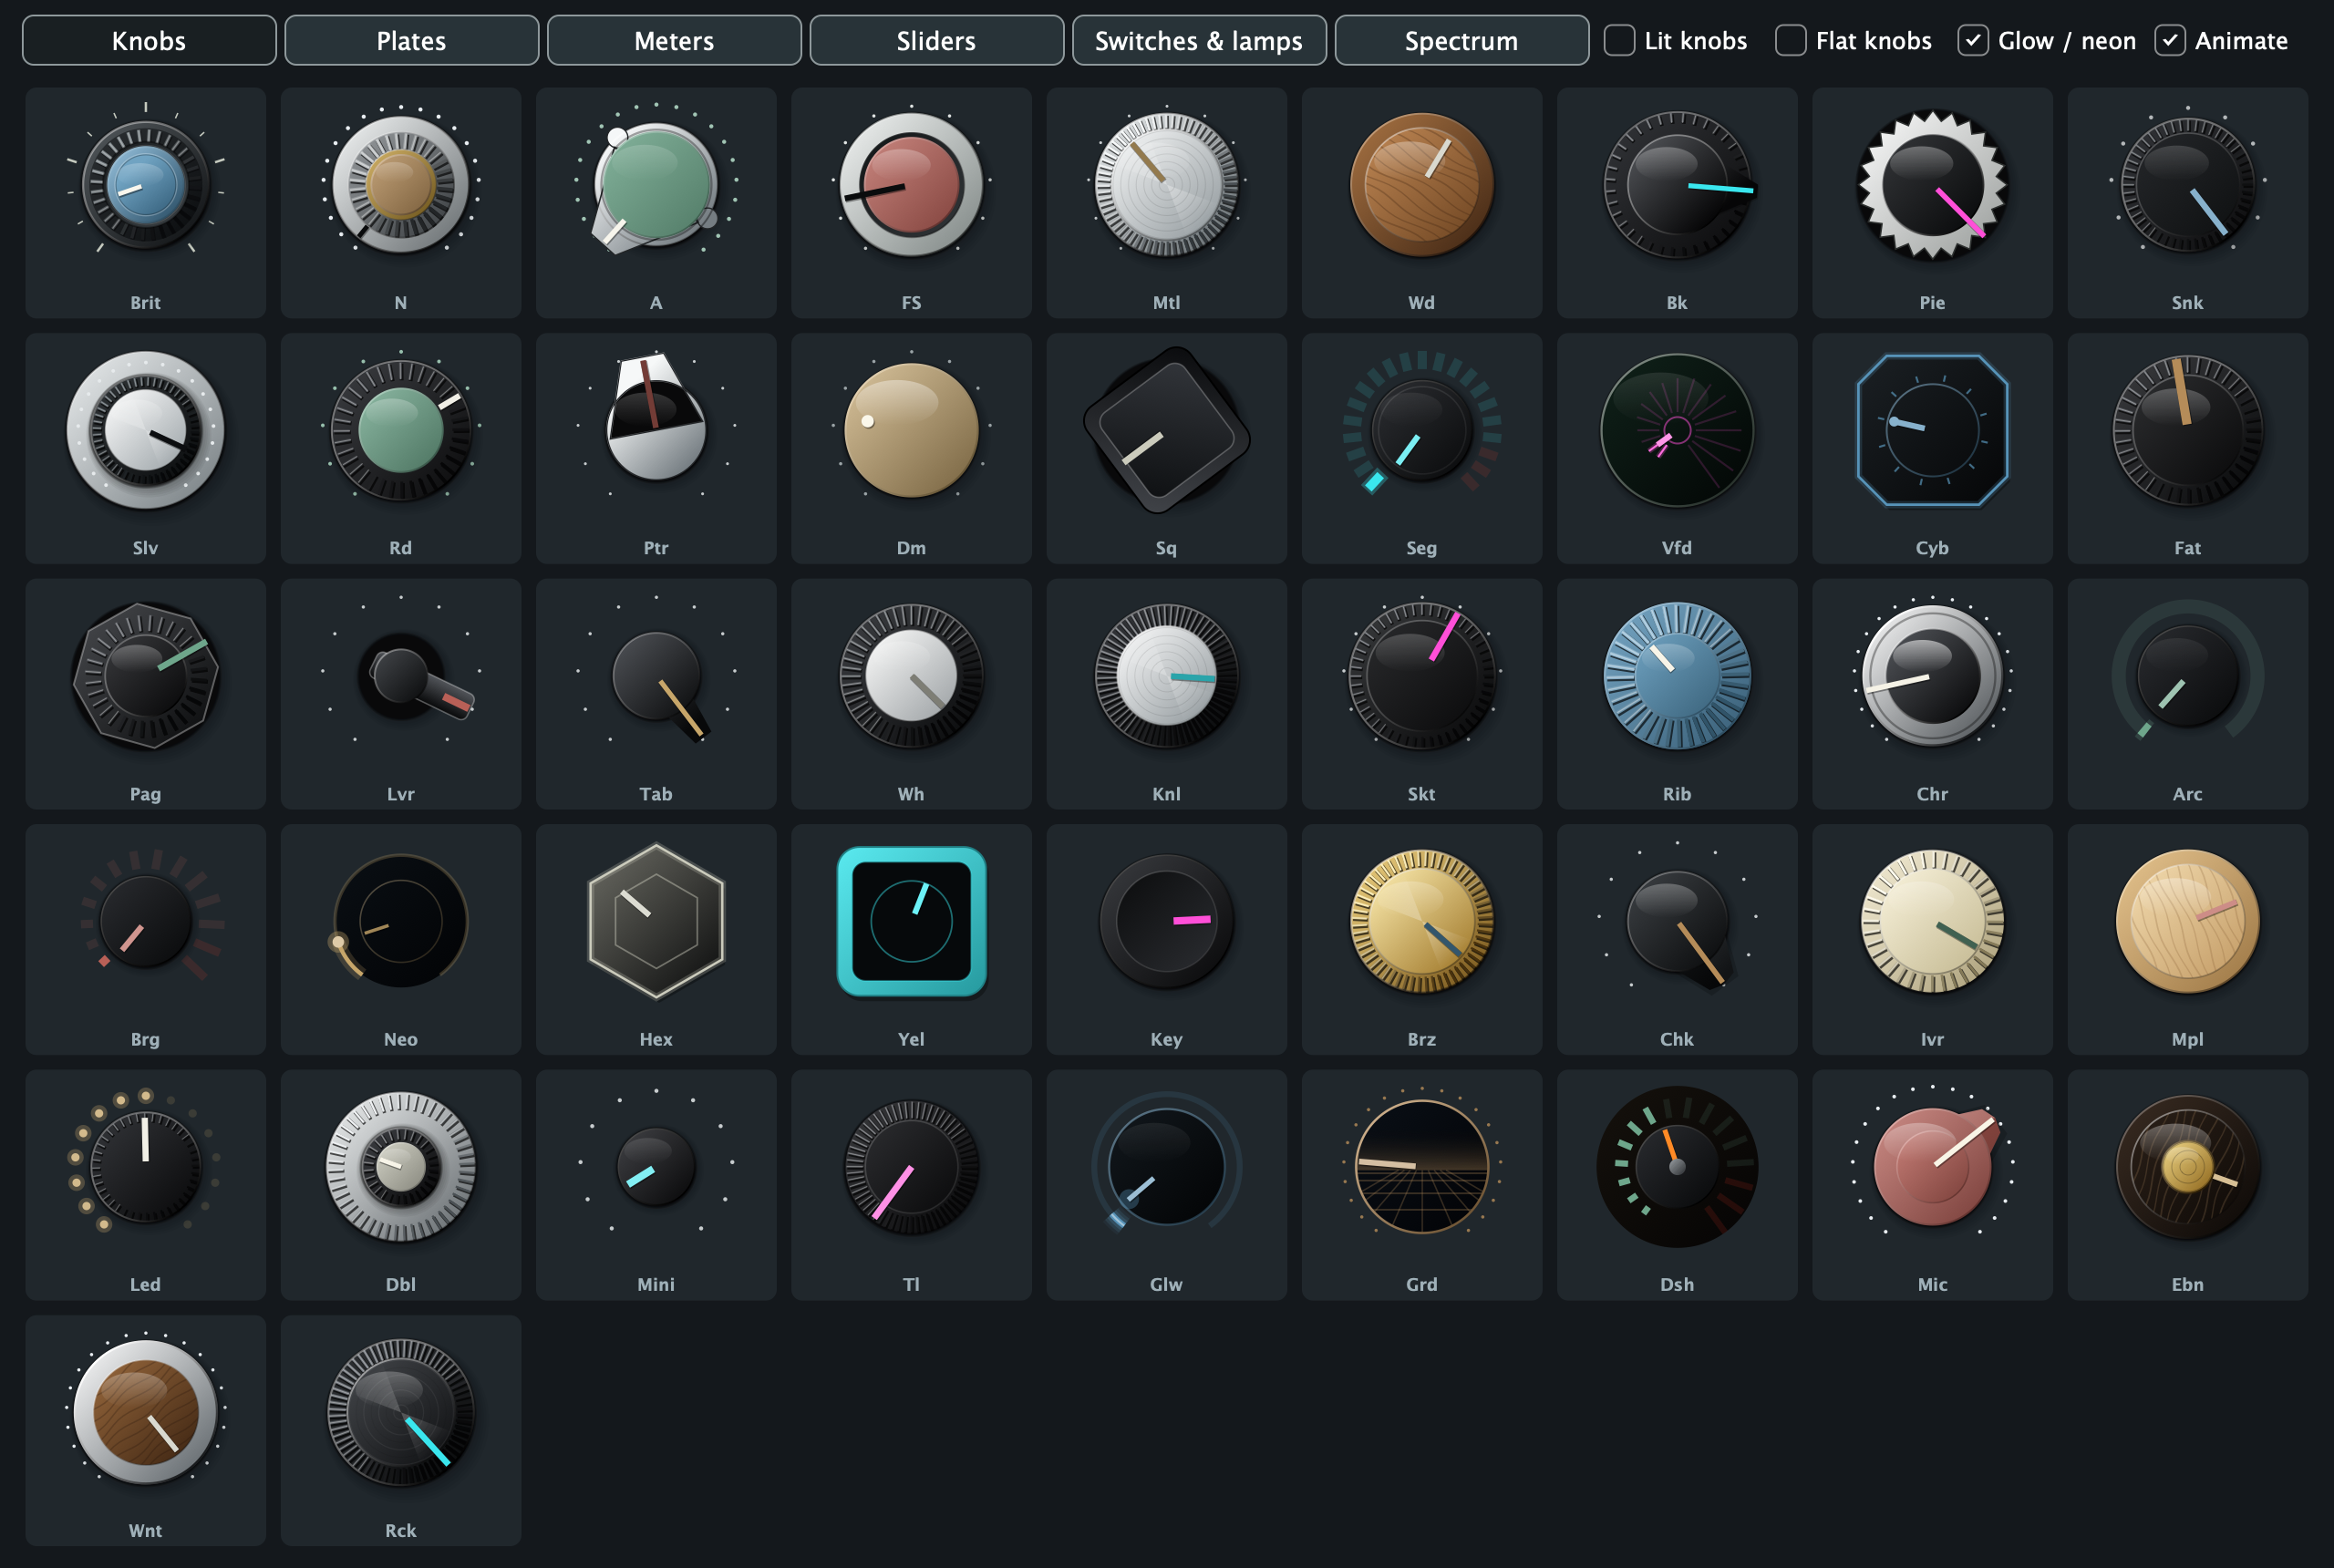 Knobs Plates Meters Sliders Switches & lamps Spectrum Lit knobs Flat knobs Glow / neon Animate
Brit N A FS Mtl Wd Bk Pie Snk
Slv Rd Ptr Dm Sq Seg Vfd Cyb Fat
Pag Lvr Tab Wh Knl Skt Rib Chr Arc
Brg Neo Hex Yel Key Brz Chk Ivr Mpl
Led Dbl Mini Tl Glw Grd Dsh Mic Ebn
Wnt Rck